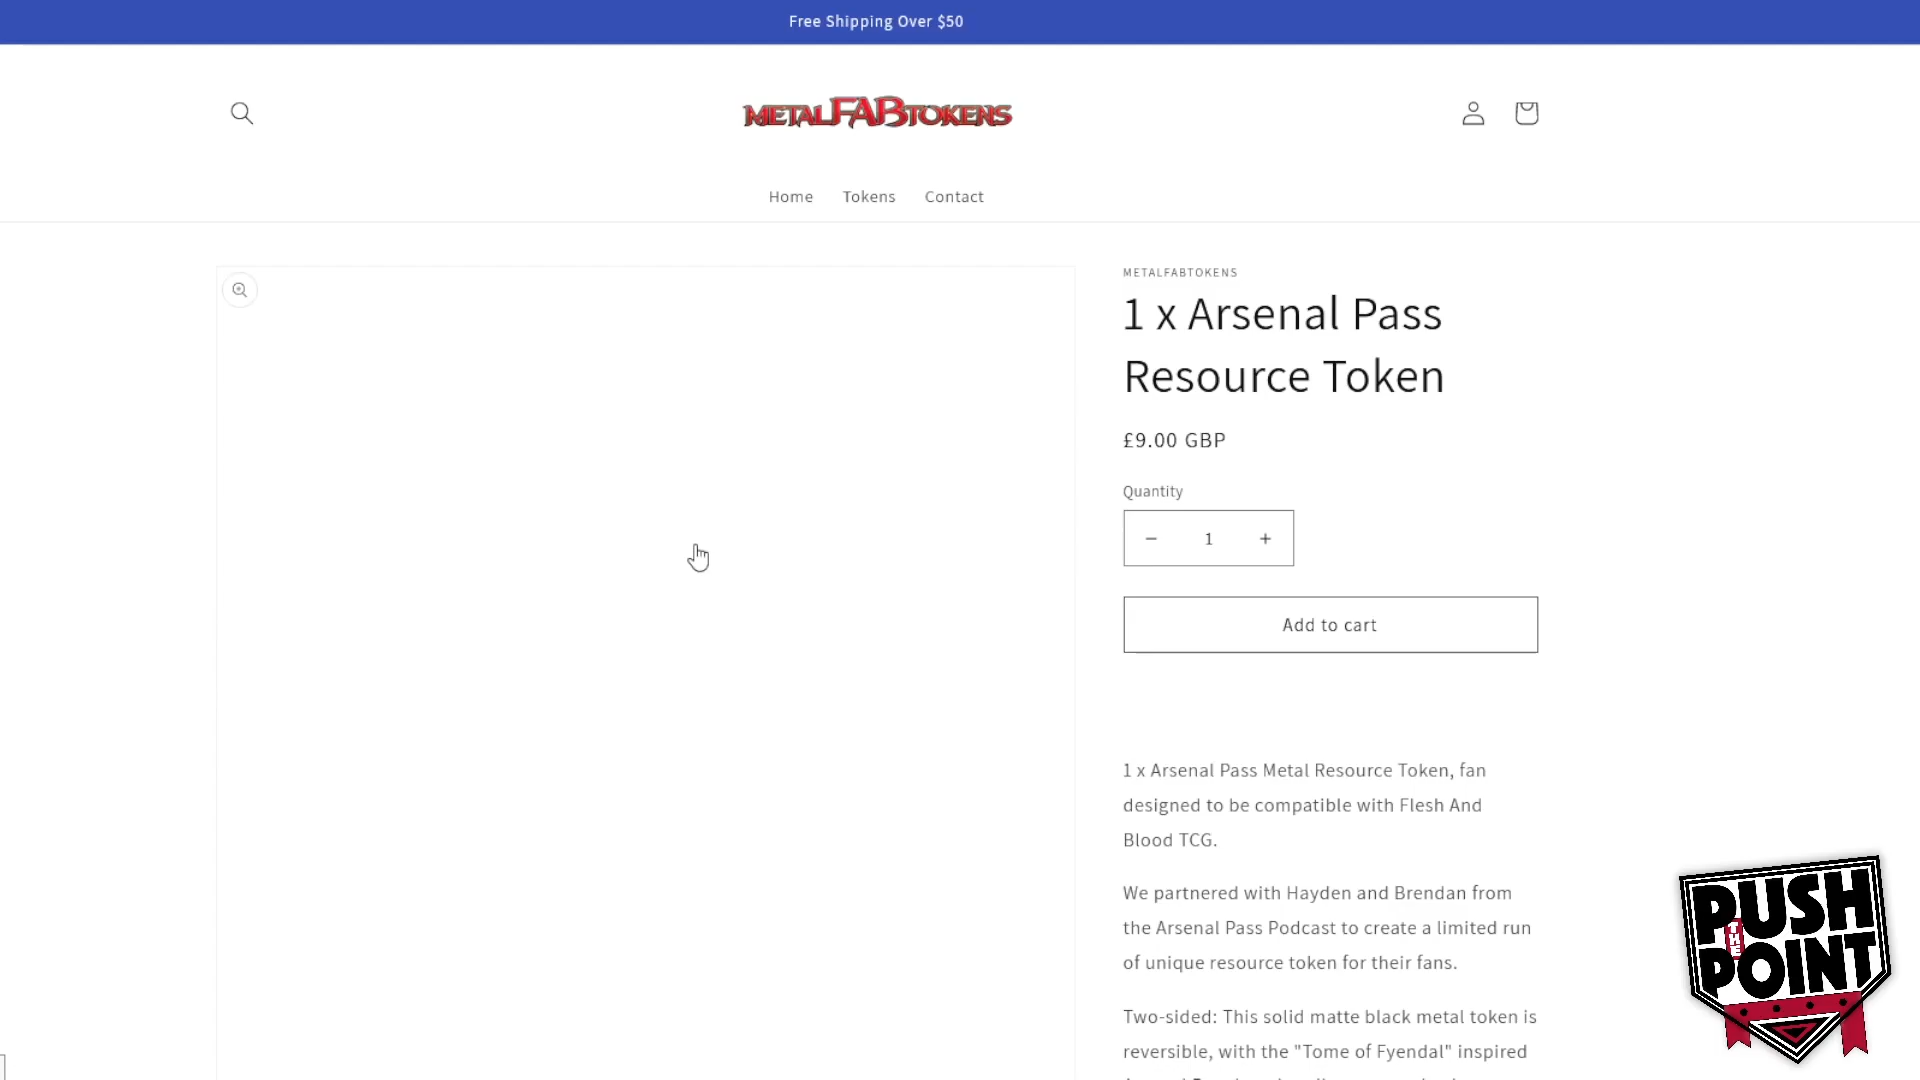 Free Shipping Over $50
METALFABTOKENS
Home Tokens Contact
METALFABTOKENS
1 x Arsenal Pass
Resource Token
£9.00 GBP
Quantity
− 1 +
Add to cart
1 x Arsenal Pass Metal Resource Token, fan
designed to be compatible with Flesh And
Blood TCG.
We partnered with Hayden and Brendan from
the Arsenal Pass Podcast to create a limited run
of unique resource token for their fans.
Two-sided: This solid matte black metal token is
reversible, with the "Tome of Fyendal" inspired
PUSH
THE
POINT